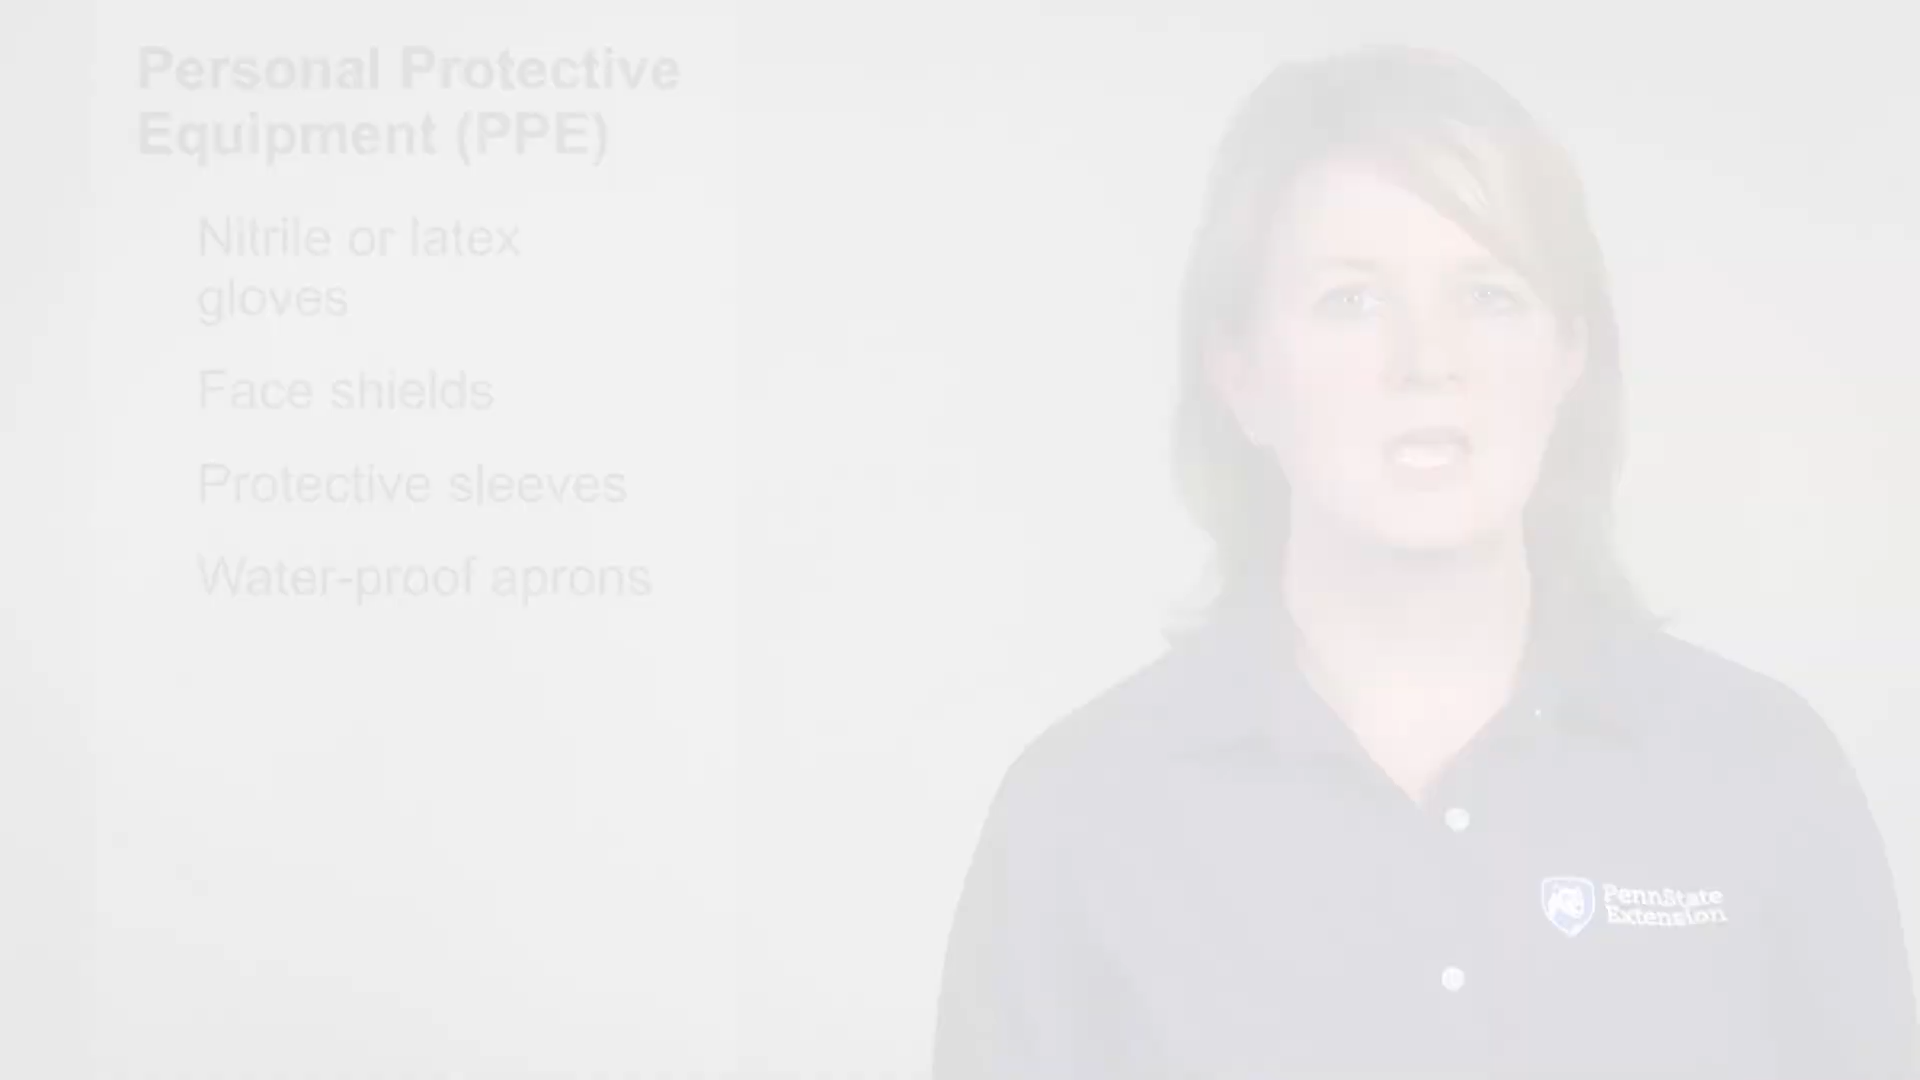 Personal Protective
Equipment (PPE)
Nitrile or latex
gloves
Face shields
Protective sleeves
Water-proof aprons
PennState
Extension